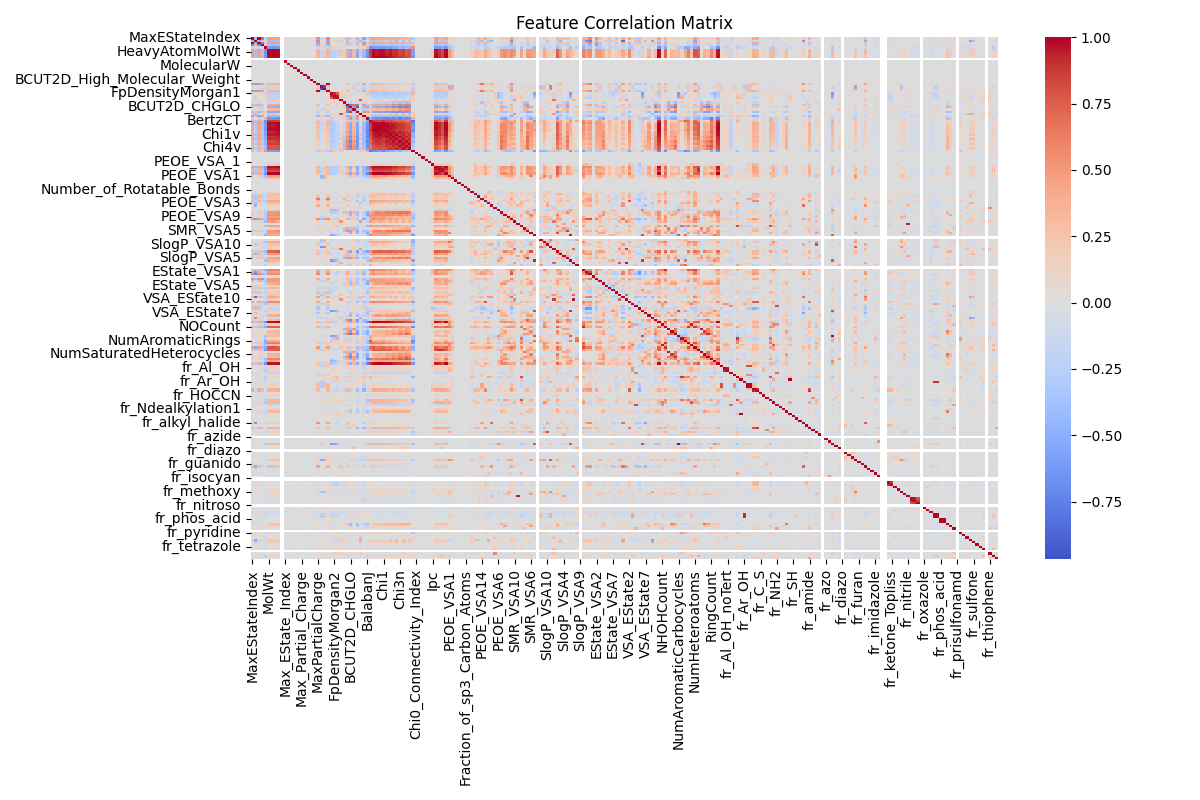 Feature Correlation Matrix
MaxEStateIndex
HeavyAtomMolWt
MolecularW
BCUT2D_High_Molecular_Weight
FpDensityMorgan1
BCUT2D_CHGLO
BertzCT
Chi1v
Chi4v
PEOE_VSA_1
PEOE_VSA1
Number_of_Rotatable_Bonds
PEOE_VSA3
PEOE_VSA9
SMR_VSA5
SlogP_VSA10
SlogP_VSA5
EState_VSA1
EState_VSA5
VSA_EState10
VSA_EState7
NOCount
NumAromaticRings
NumSaturatedHeterocycles
fr_Al_OH
fr_Ar_OH
fr_HOCCN
fr_Ndealkylation1
fr_alkyl_halide
fr_azide
fr_diazo
fr_guanido
fr_isocyan
fr_methoxy
fr_nitroso
fr_phos_acid
fr_pyridine
fr_tetrazole
MaxEStateIndex
MolWt
Max_EState_Index
Max_Partial_Charge
MaxPartialCharge
FpDensityMorgan2
BCUT2D_CHGLO
BalabanJ
Chi1
Chi3n
Chi0_Connectivity_Index
Ipc
PEOE_VSA1
Fraction_of_sp3_Carbon_Atoms
PEOE_VSA14
PEOE_VSA6
SMR_VSA10
SMR_VSA6
SlogP_VSA10
SlogP_VSA4
SlogP_VSA9
EState_VSA2
EState_VSA7
VSA_EState2
VSA_EState7
NHOHCount
NumAromaticCarbocycles
NumHeteroatoms
RingCount
fr_Al_OH_noTert
fr_Ar_OH
fr_C_S
fr_NH2
fr_SH
fr_amide
fr_azo
fr_diazo
fr_furan
fr_imidazole
fr_ketone_Topliss
fr_nitrile
fr_oxazole
fr_phos_acid
fr_prisulfonamd
fr_sulfone
fr_thiophene
1.00
0.75
0.50
0.25
0.00
−0.25
−0.50
−0.75